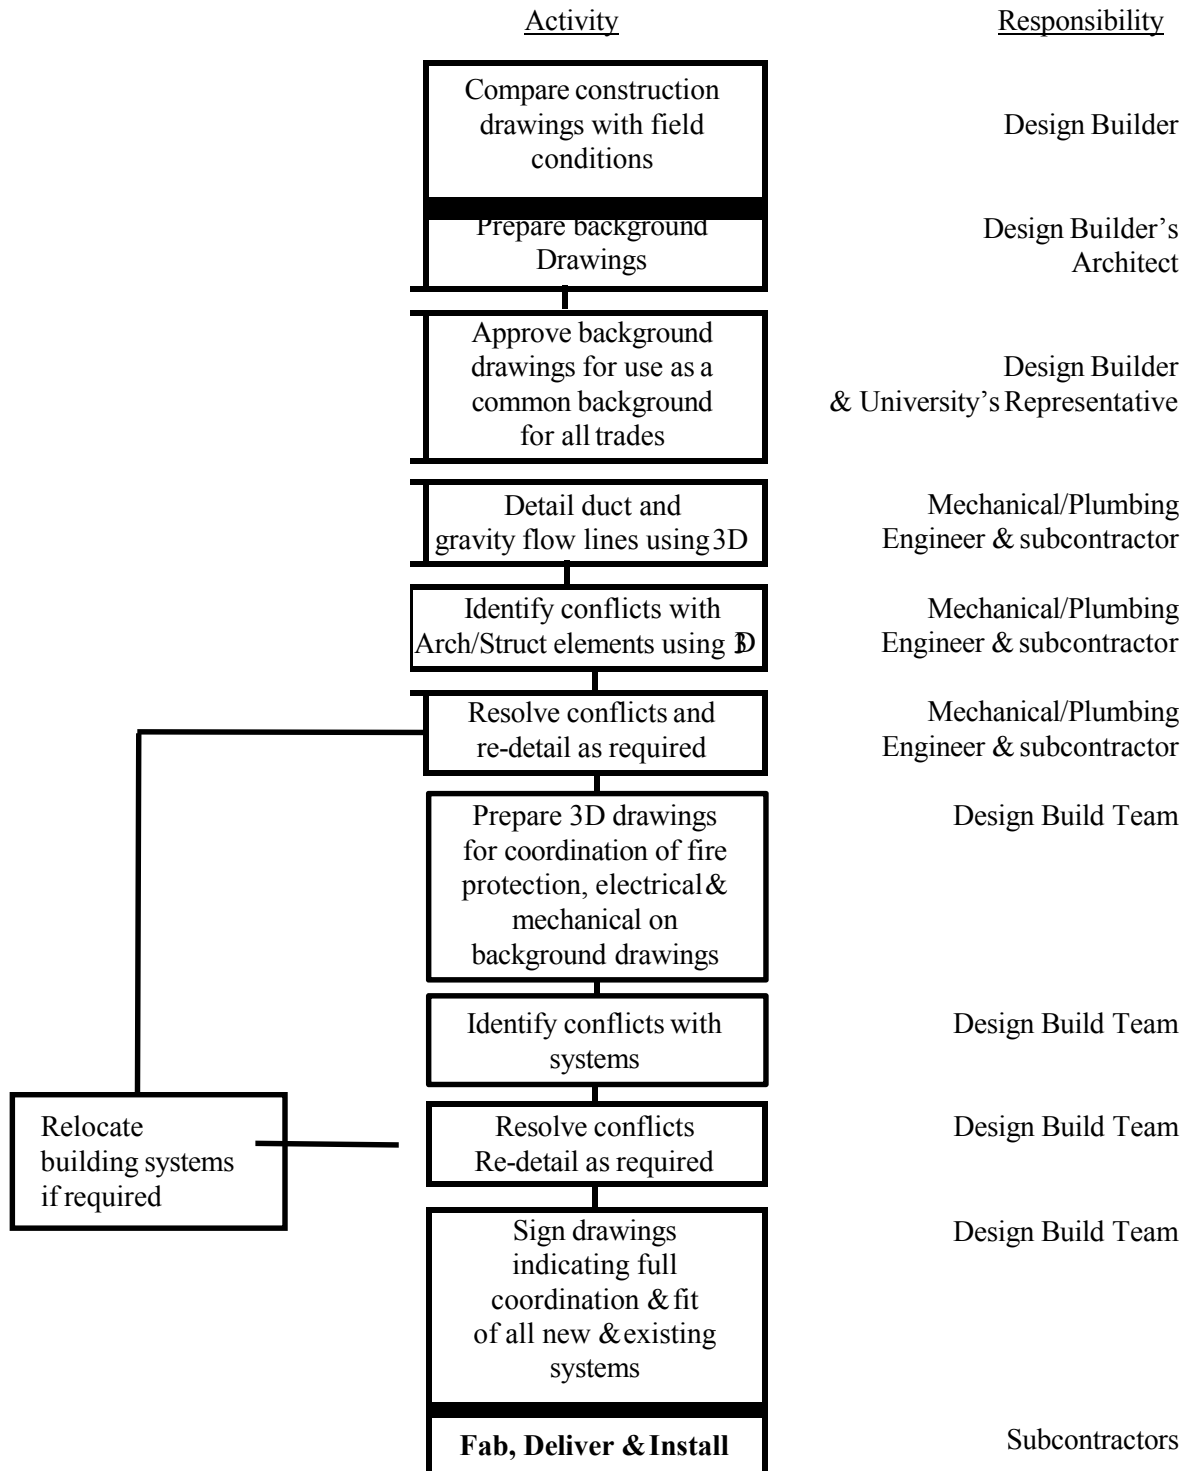 Activity
Responsibility
Compare construction
drawings with field
conditions
Design Builder
Prepare background
Drawings
Design Builder’s
Architect
Approve background
drawings for use as a
common background
for all trades
Design Builder
& University’s Representative
Detail duct and
gravity flow lines using 3D
Mechanical/Plumbing
Engineer & subcontractor
Identify conflicts with
Arch/Struct elements using 3D
Mechanical/Plumbing
Engineer & subcontractor
Resolve conflicts and
re-detail as required
Mechanical/Plumbing
Engineer & subcontractor
Prepare 3D drawings
for coordination of fire
protection, electrical &
mechanical on
background drawings
Design Build Team
Identify conflicts with
systems
Design Build Team
Relocate
building systems
if required
Resolve conflicts
Re-detail as required
Design Build Team
Sign drawings
indicating full
coordination & fit
of all new & existing
systems
Design Build Team
Fab, Deliver & Install
Subcontractors